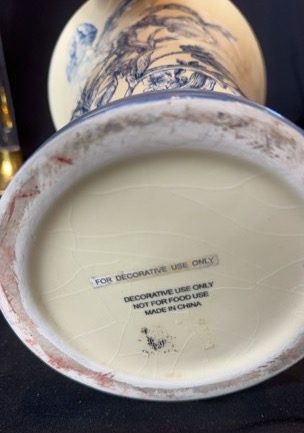 FOR DECORATIVE USE ONLY
DECORATIVE USE ONLY
NOT FOR FOOD USE
MADE IN CHINA